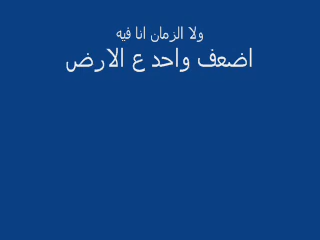 ولا الزمان انا فيه
اضعف واحد ع الارض